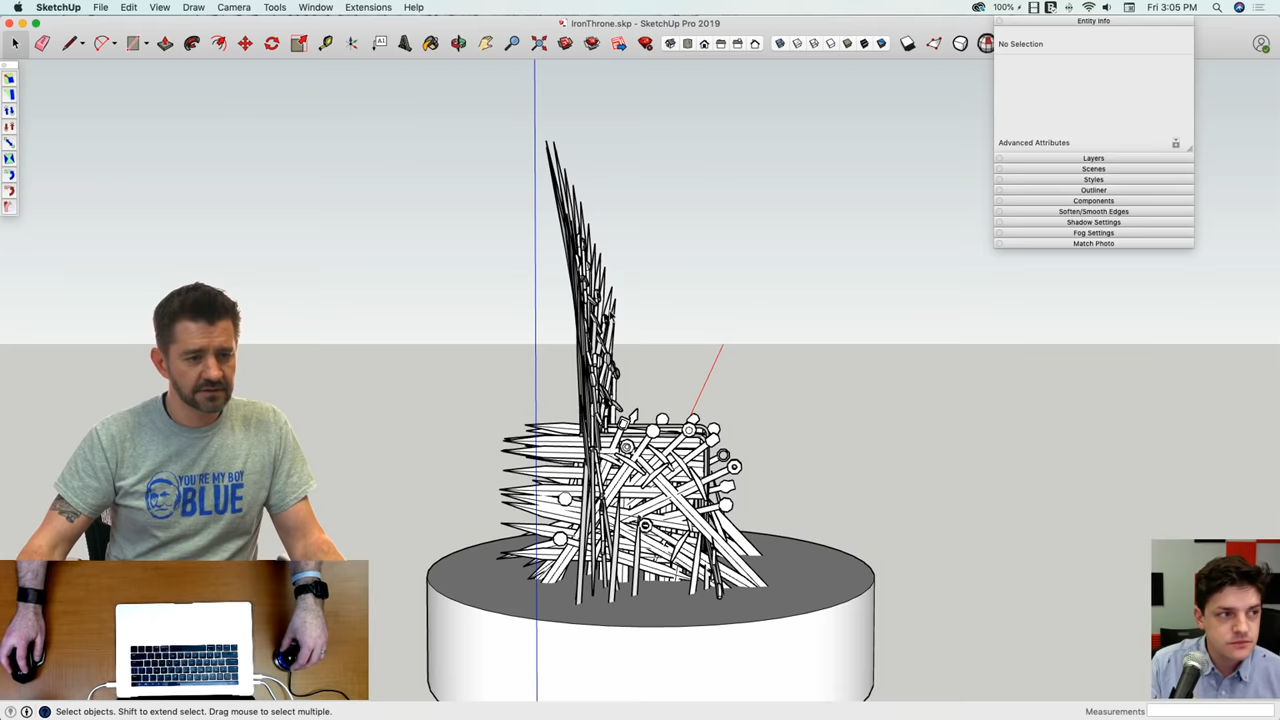 SketchUp File Edit View Camera Draw Tools Window Extensions Help
100% Fri 3:05 PM
IronThrone.skp - SketchUp Pro 2019
Entity Info
No Selection
Advanced Attributes
Layers
Scenes
Styles
Outliner
Components
Soften/Smooth Edges
Shadow Settings
Fog Settings
Match Photo
YOU'RE MY BOY
BLUE
Select objects. Shift to extend select. Drag mouse to select multiple.
Measurements